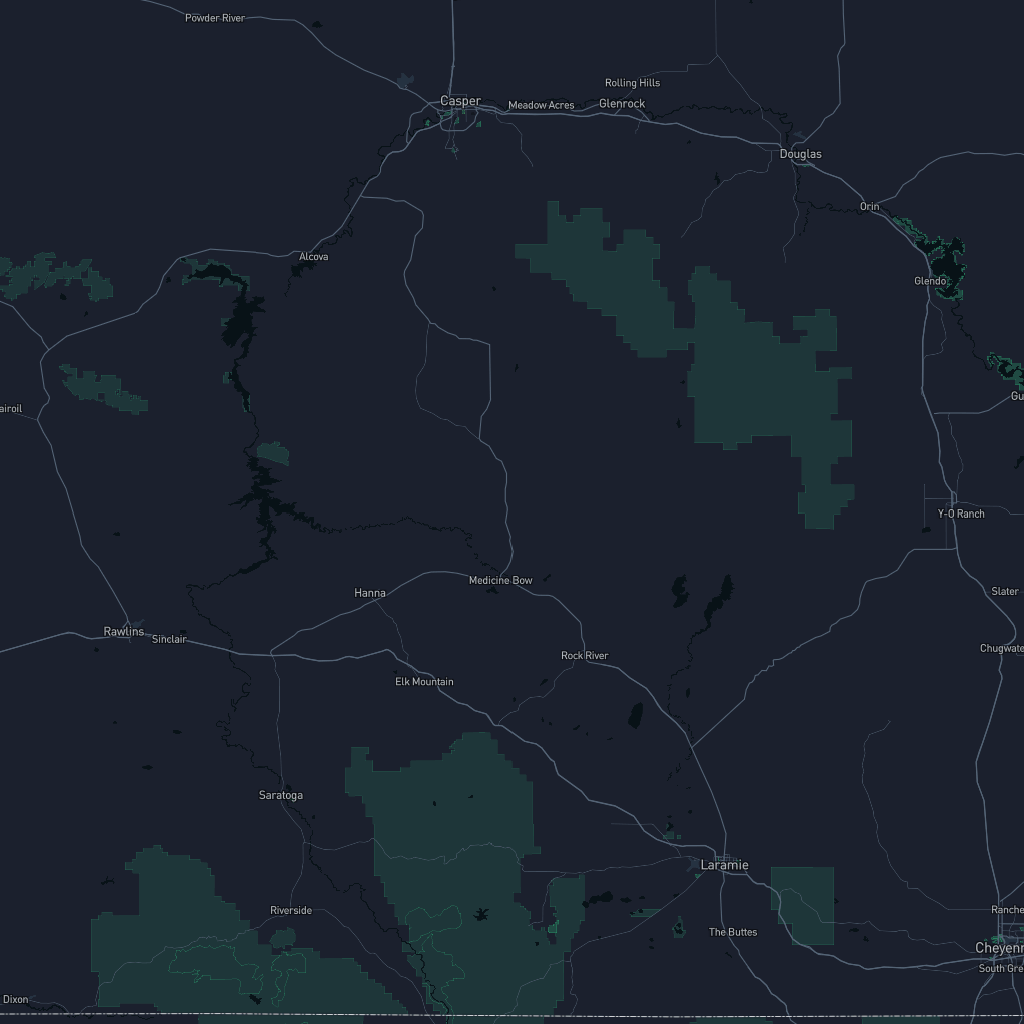 Powder River
Rolling Hills
Casper
Meadow Acres
Glenrock
Douglas
Orin
Alcova
Glendo
Gu
airoil
Y-O Ranch
Medicine Bow
Hanna
Slater
Rawlins
Sinclair
Chugwate
Rock River
Elk Mountain
Saratoga
Laramie
Riverside
Ranche
The Buttes
Cheyenn
South Gre
Dixon